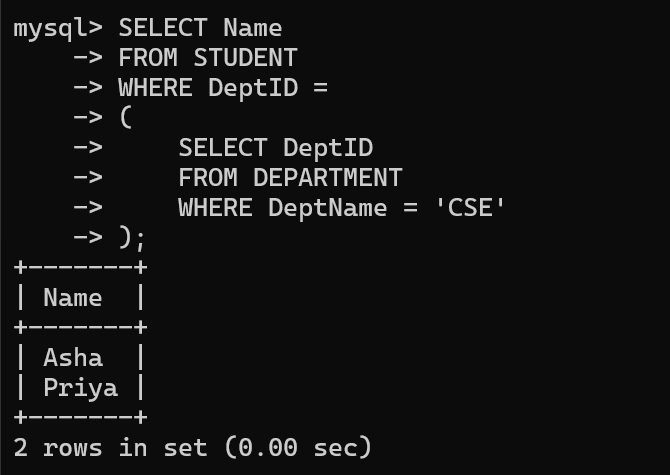 mysql> SELECT Name
    -> FROM STUDENT
    -> WHERE DeptID =
    -> (
    ->     SELECT DeptID
    ->     FROM DEPARTMENT
    ->     WHERE DeptName = 'CSE'
    -> );
+-------+
| Name  |
+-------+
| Asha  |
| Priya |
+-------+
2 rows in set (0.00 sec)